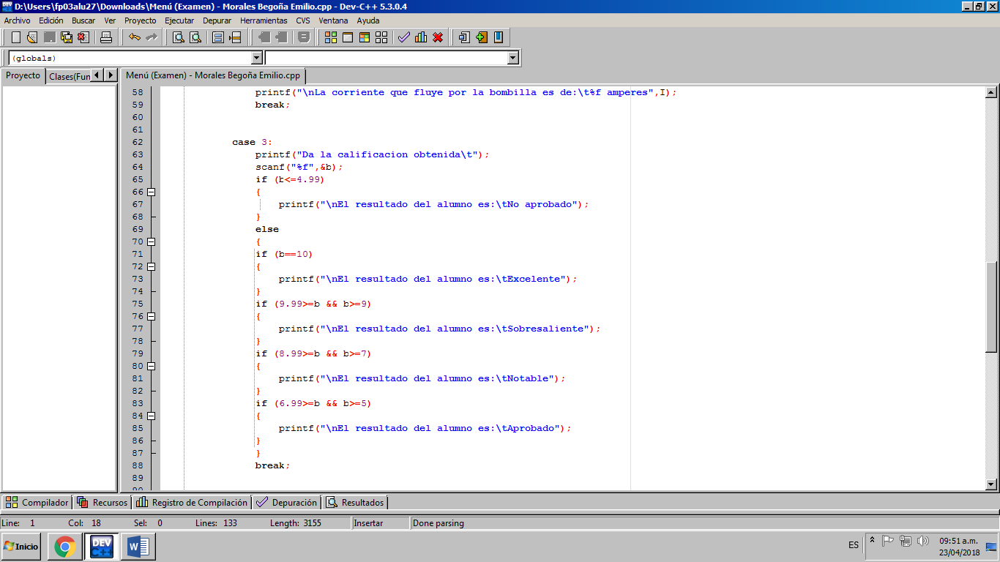 D:\Users\fp03alu27\Downloads\Menú (Examen) - Morales Begoña Emilio.cpp - Dev-C++ 5.3.0.4
Archivo Edición Buscar Ver Proyecto Ejecutar Depurar Herramientas CVS Ventana Ayuda
(globals)
Proyecto Clases(Fun Menú (Examen) - Morales Begoña Emilio.cpp
58 printf("\nLa corriente que fluye por la bombilla es de:\t%f amperes",I);
59 break;
60
61
62 case 3:
63 printf("Da la calificacion obtenida\t");
64 scanf("%f",&b);
65 if (b<=4.99)
66 {
67 printf("\nEl resultado del alumno es:\tNo aprobado");
68 }
69 else
70 {
71 if (b==10)
72 {
73 printf("\nEl resultado del alumno es:\tExcelente");
74 }
75 if (9.99>=b && b>=9)
76 {
77 printf("\nEl resultado del alumno es:\tSobresaliente");
78 }
79 if (8.99>=b && b>=7)
80 {
81 printf("\nEl resultado del alumno es:\tNotable");
82 }
83 if (6.99>=b && b>=5)
84 {
85 printf("\nEl resultado del alumno es:\tAprobado");
86 }
87 }
88 break;
89
90
Compilador Recursos Registro de Compilación Depuración Resultados
Line: 1 Col: 18 Sel: 0 Lines: 133 Length: 3155 Insertar Done parsing
Inicio DEV C++ W ES 09:51 a.m.
23/04/2018